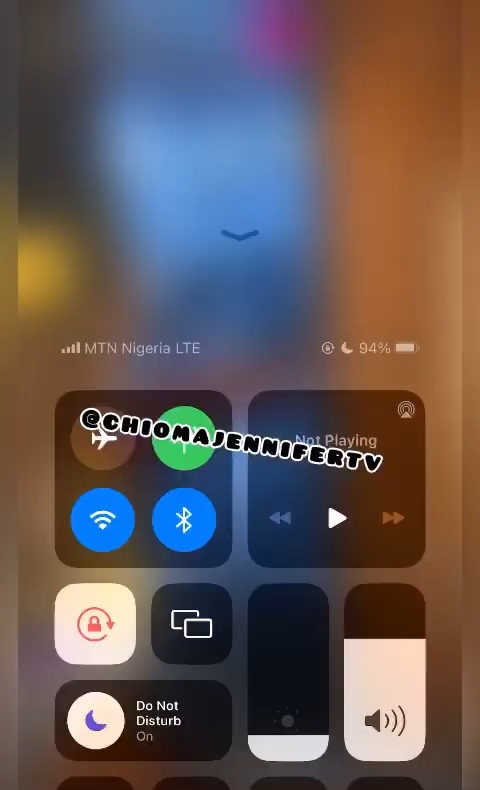 MTN Nigeria LTE 94%
@CHIOMAJENNIFERTV
Not Playing
Do Not
Disturb
On